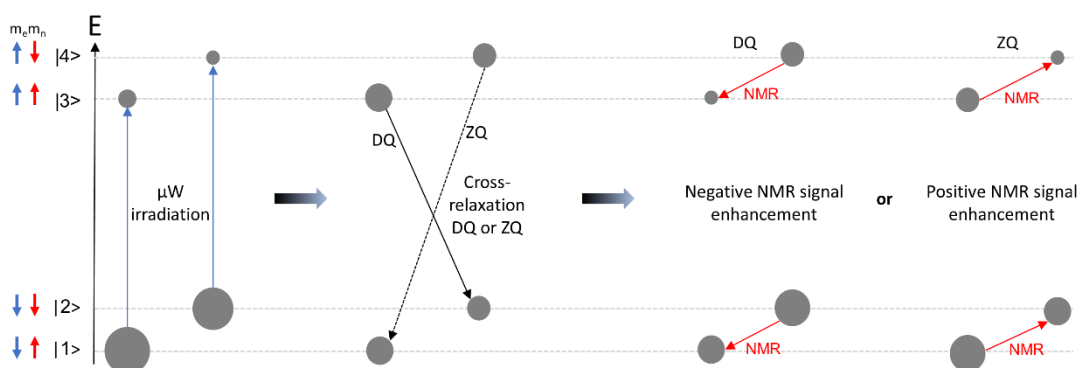 mₑmₙ E
|4>
|3>
|2>
|1>
µW
irradiation
DQ
ZQ
Cross-
relaxation
DQ or ZQ
DQ
NMR
Negative NMR signal
enhancement
NMR
or
ZQ
NMR
Positive NMR signal
enhancement
NMR